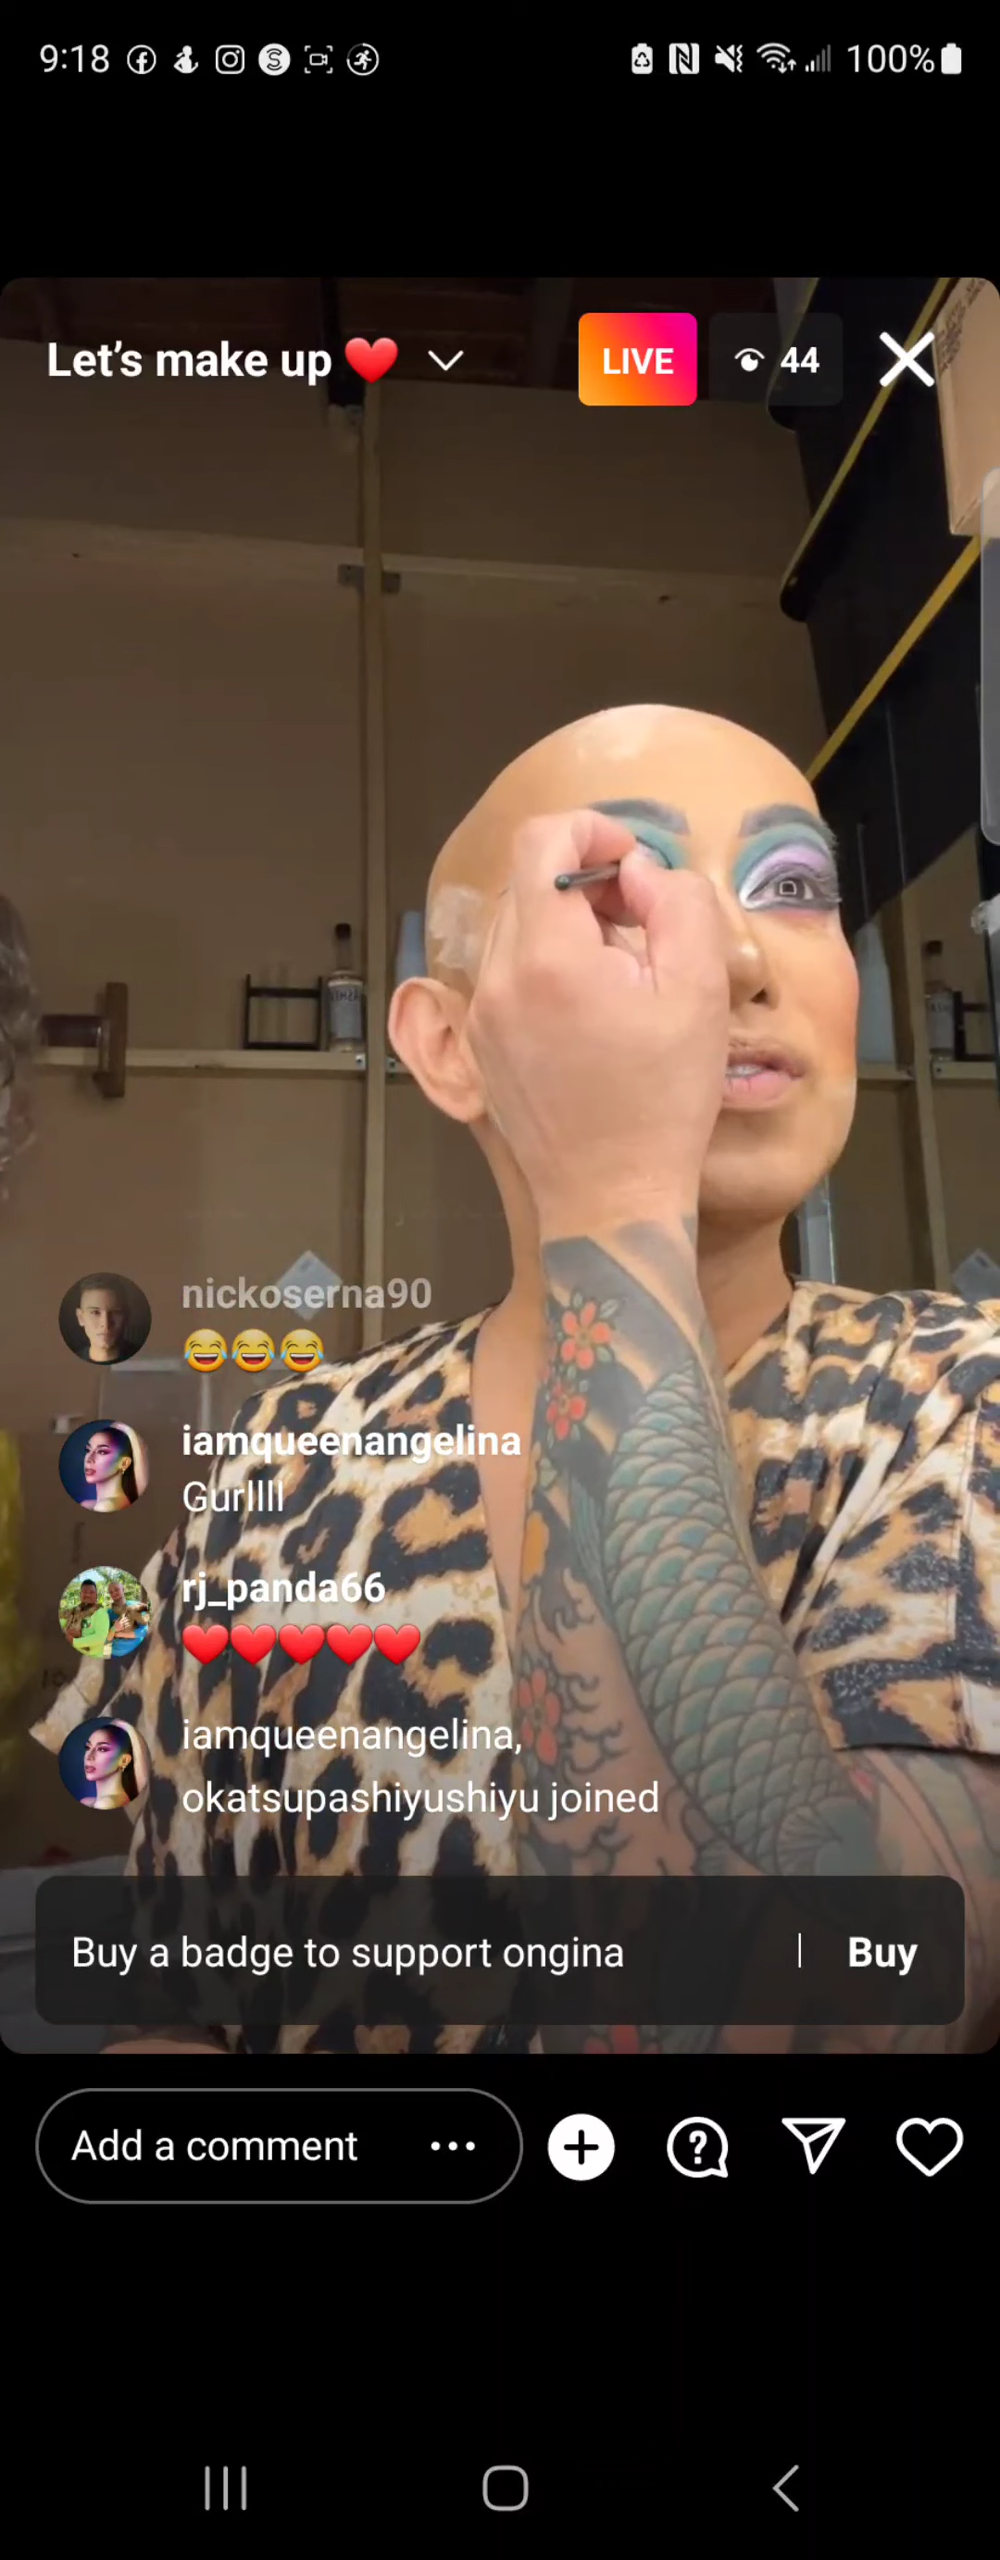 9:18
100%
Let's make up ❤️
LIVE
44
nickoserna90
😂😂😂
iamqueenangelina
Gurllll
rj_panda66
❤️❤️❤️❤️❤️
iamqueenangelina,
okatsupashiyushiyu joined
Buy a badge to support ongina | Buy
Add a comment